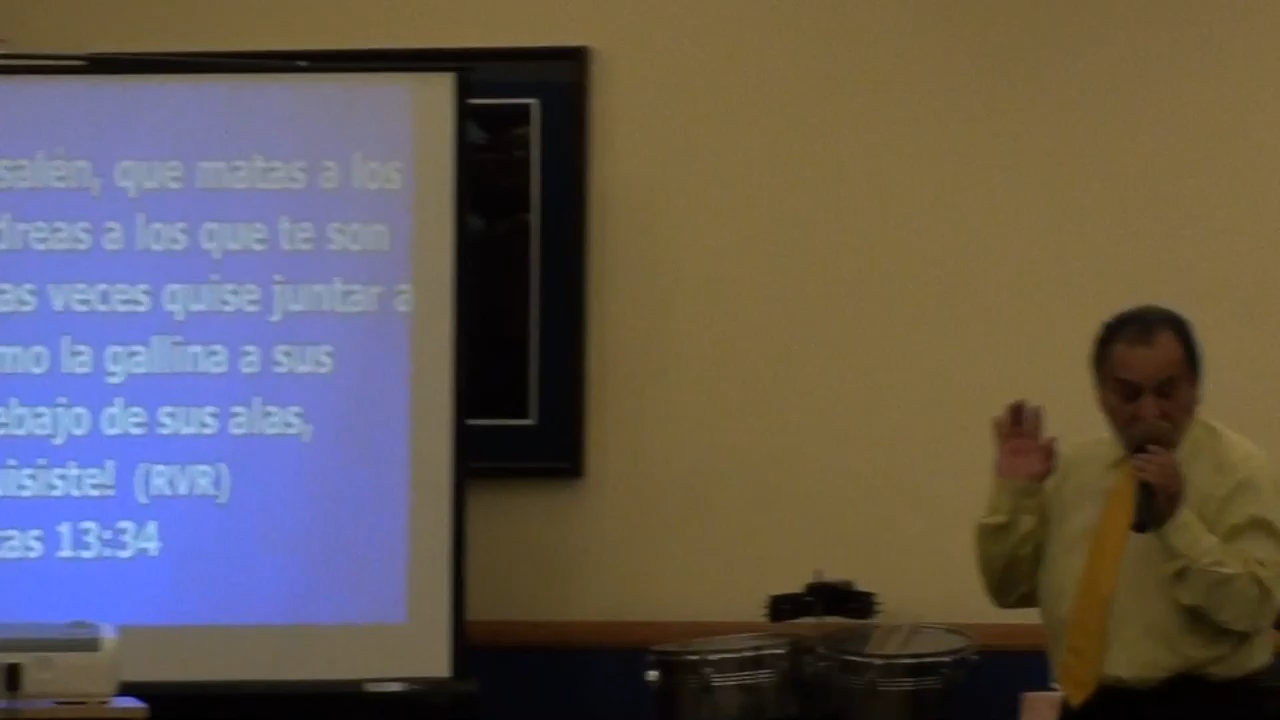 salén, que matas a los
dreas a los que te son
as veces quise juntar a
mo la gallina a sus
ebajo de sus alas,
uisiste! (RVR)
cas 13:34